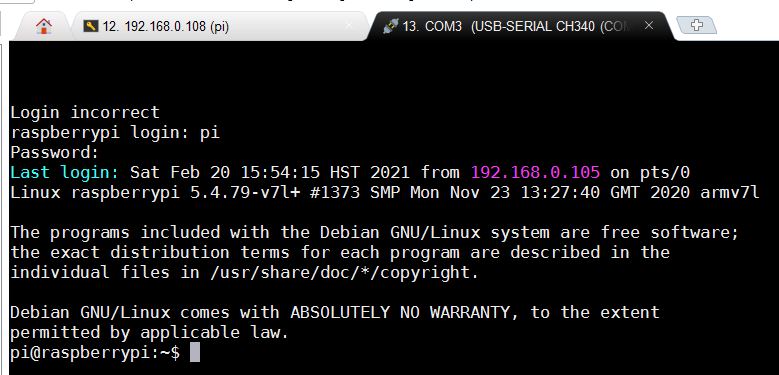 12. 192.168.0.108 (pi)
13. COM3 (USB-SERIAL CH340 (CO
Login incorrect
raspberrypi login: pi
Password:
Last login: Sat Feb 20 15:54:15 HST 2021 from 192.168.0.105 on pts/0
Linux raspberrypi 5.4.79-v7l+ #1373 SMP Mon Nov 23 13:27:40 GMT 2020 armv7l
The programs included with the Debian GNU/Linux system are free software;
the exact distribution terms for each program are described in the
individual files in /usr/share/doc/*/copyright.
Debian GNU/Linux comes with ABSOLUTELY NO WARRANTY, to the extent
permitted by applicable law.
pi@raspberrypi:~$